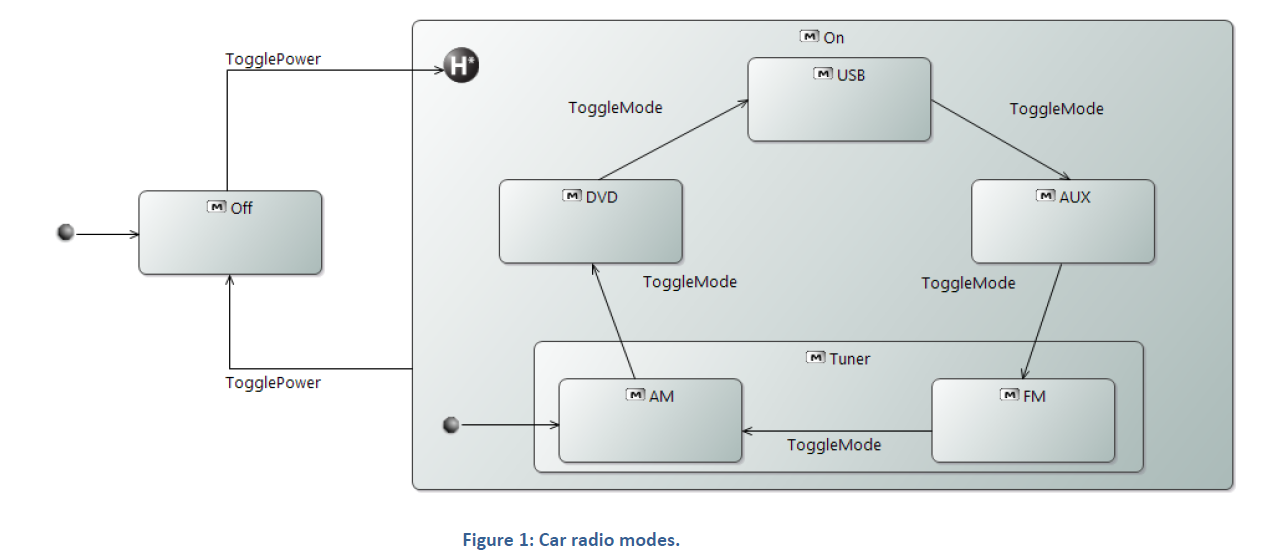 M On
TogglePower
H*
M USB
ToggleMode
ToggleMode
M DVD
M AUX
M Off
ToggleMode
ToggleMode
M Tuner
TogglePower
M AM
M FM
ToggleMode
Figure 1: Car radio modes.